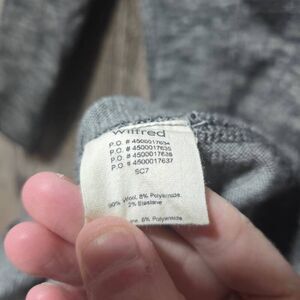 Wilfred
P.O. # 4500017634
P.O. # 4500017635
P.O. # 4500017636
P.O. # 4500017637
SC7
90% Wool, 8% Polyamide,
2% Elastane
8% Polyamide